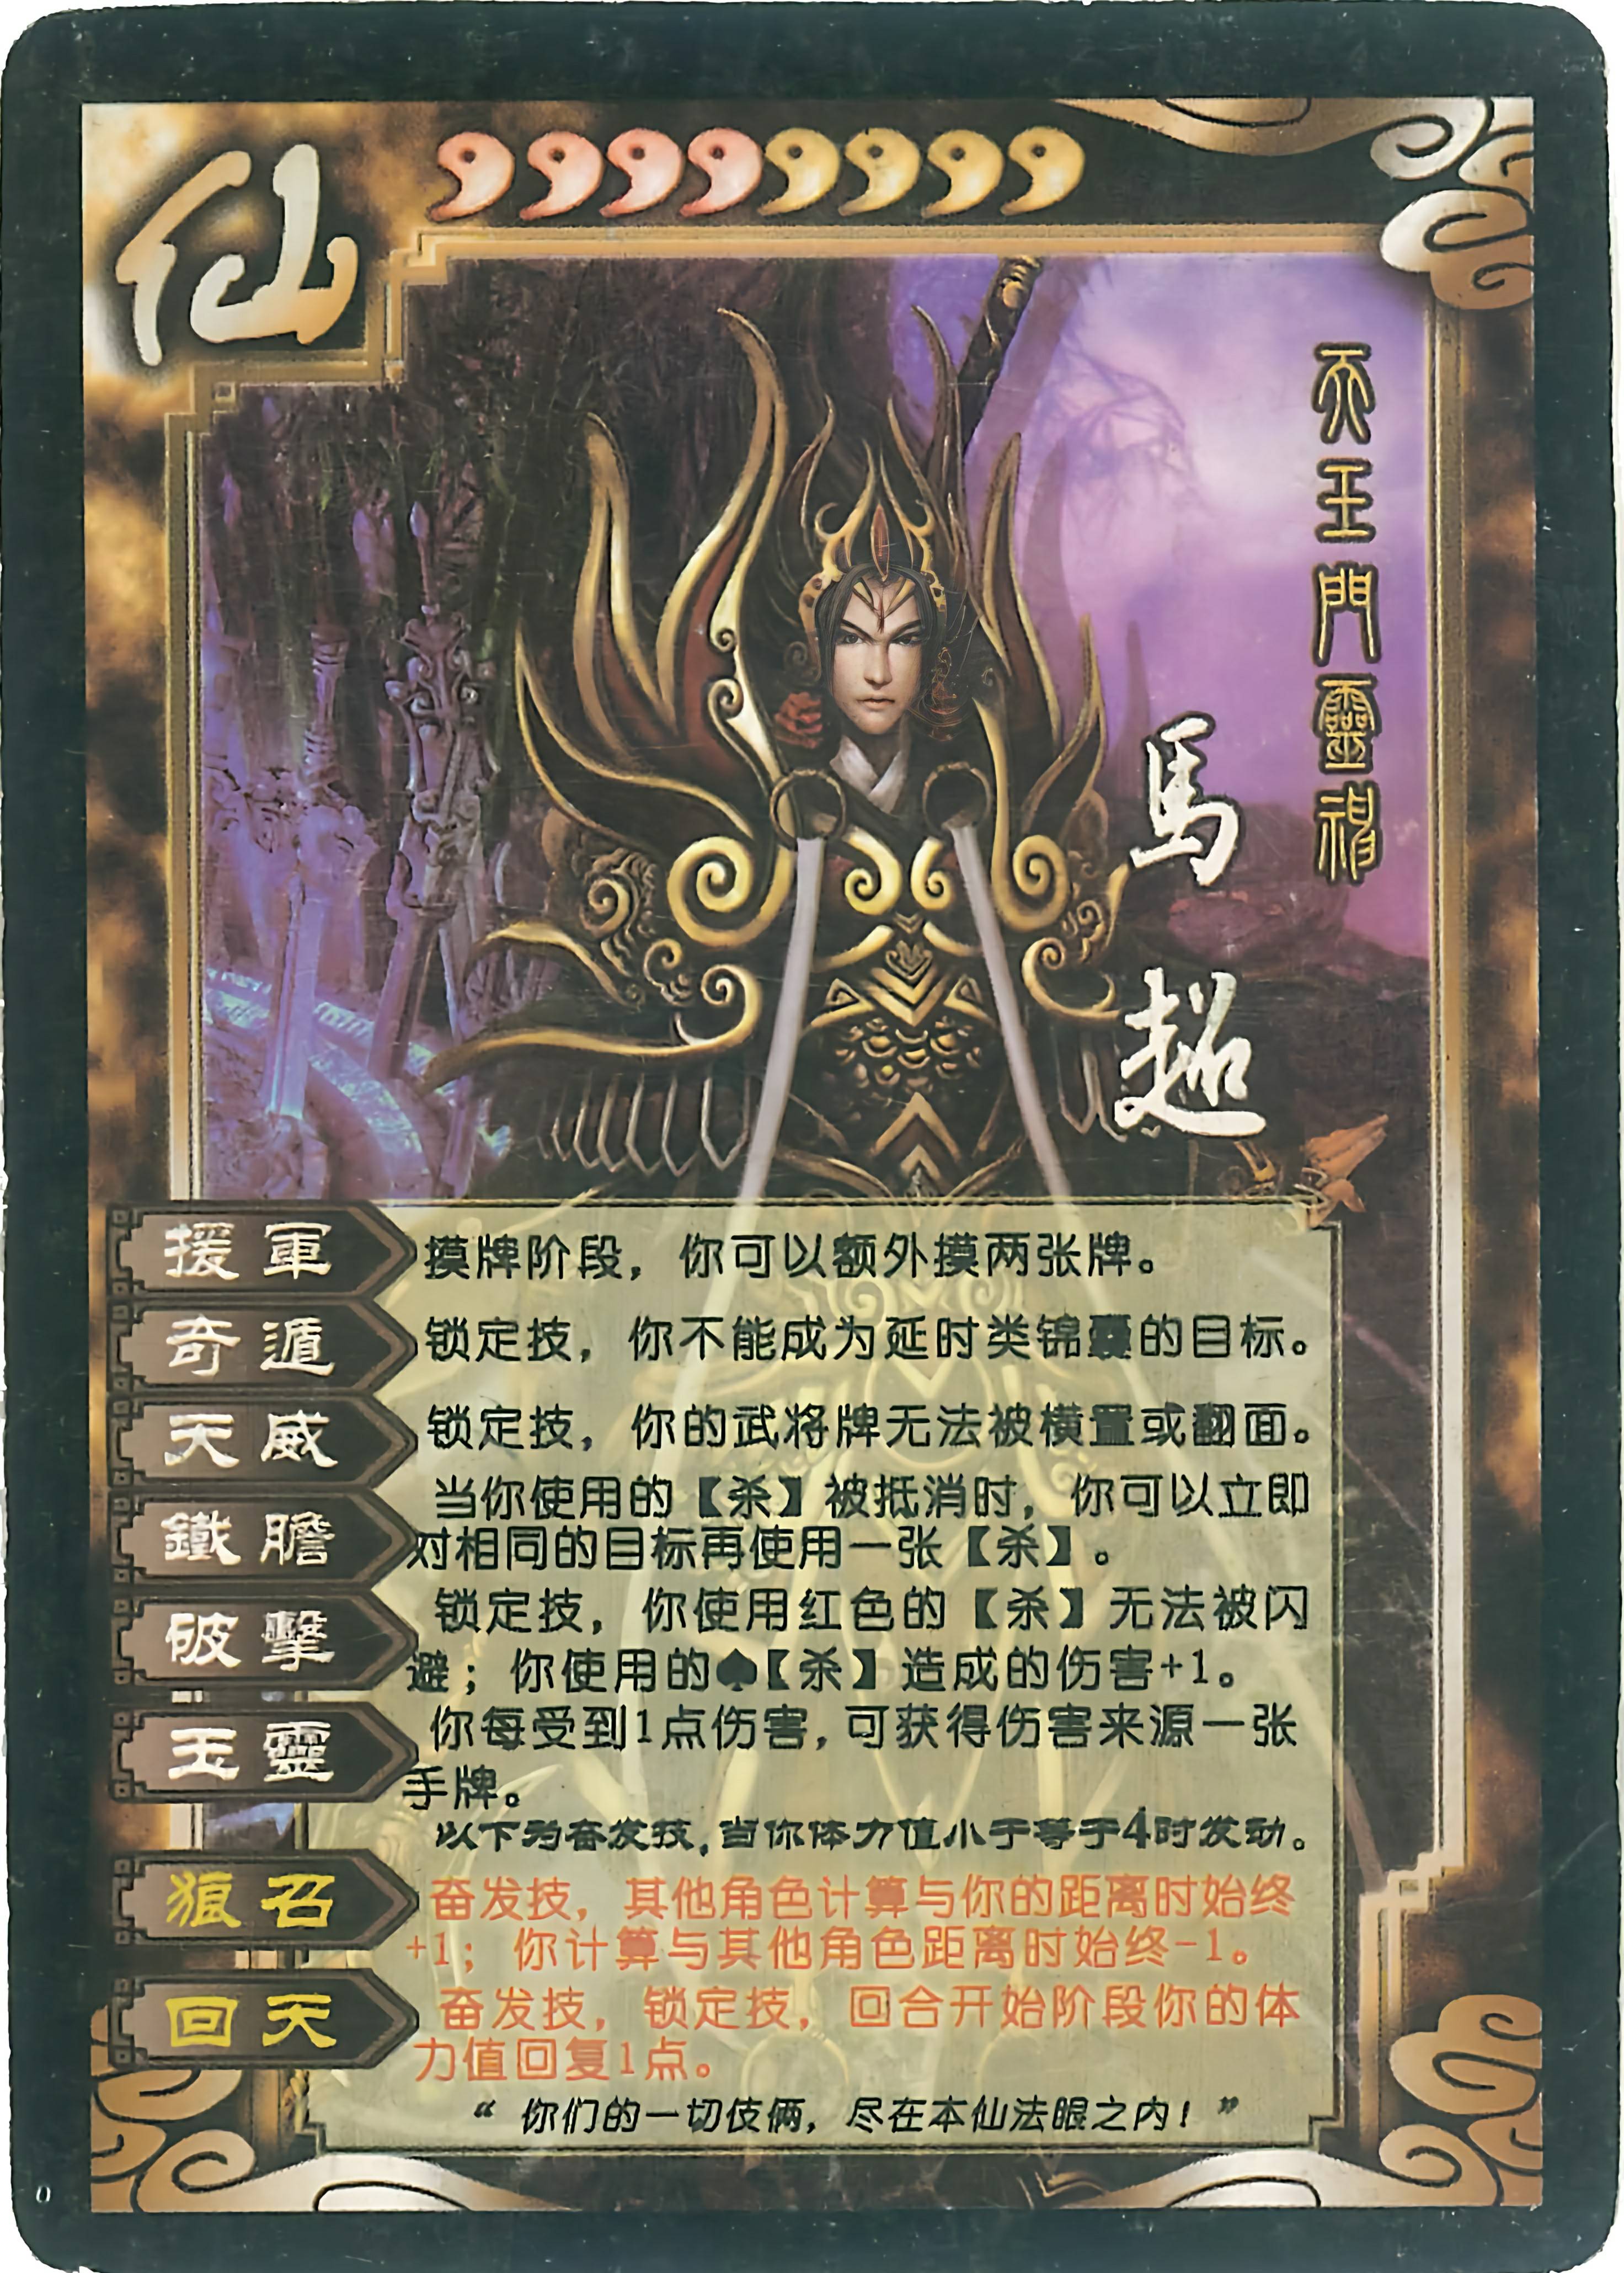 仙
天王門靈神
馬超
援軍
摸牌阶段，你可以额外摸两张牌。
奇遁
锁定技，你不能成为延时类锦囊的目标。
天威
锁定技，你的武将牌无法被横置或翻面。
鐵膽
当你使用的【杀】被抵消时，你可以立即
对相同的目标再使用一张【杀】。
破擊
锁定技，你使用红色的【杀】无法被闪
避；你使用的♠【杀】造成的伤害+1。
玉靈
你每受到1点伤害，可获得伤害来源一张
手牌。
以下为奋发技，当你体力值小于等于4时发动。
狼召
奋发技，其他角色计算与你的距离时始终
+1；你计算与其他角色距离时始终-1。
回天
奋发技，锁定技，回合开始阶段你的体
力值回复1点。
“ 你们的一切伎俩，尽在本仙法眼之内！”
0